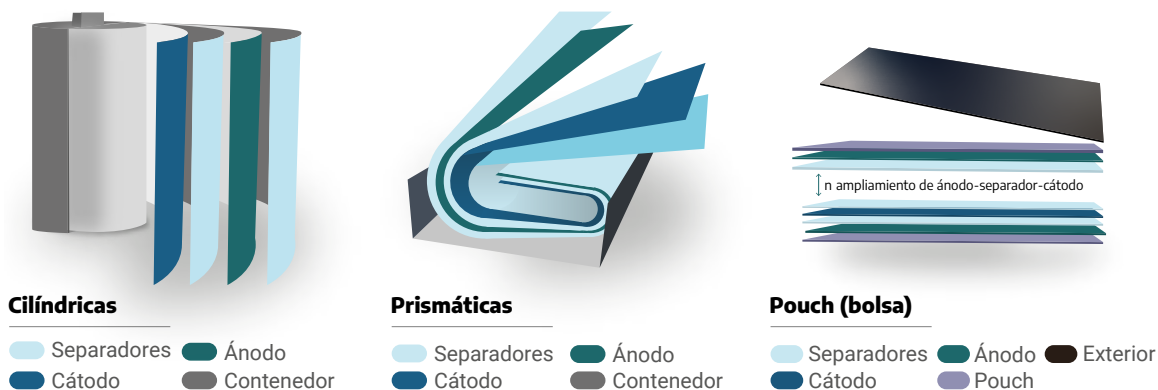 n ampliamiento de ánodo-separador-cátodo
Cilíndricas
Separadores Ánodo
Cátodo Contenedor
Prismáticas
Separadores Ánodo
Cátodo Contenedor
Pouch (bolsa)
Separadores Ánodo Exterior
Cátodo Pouch